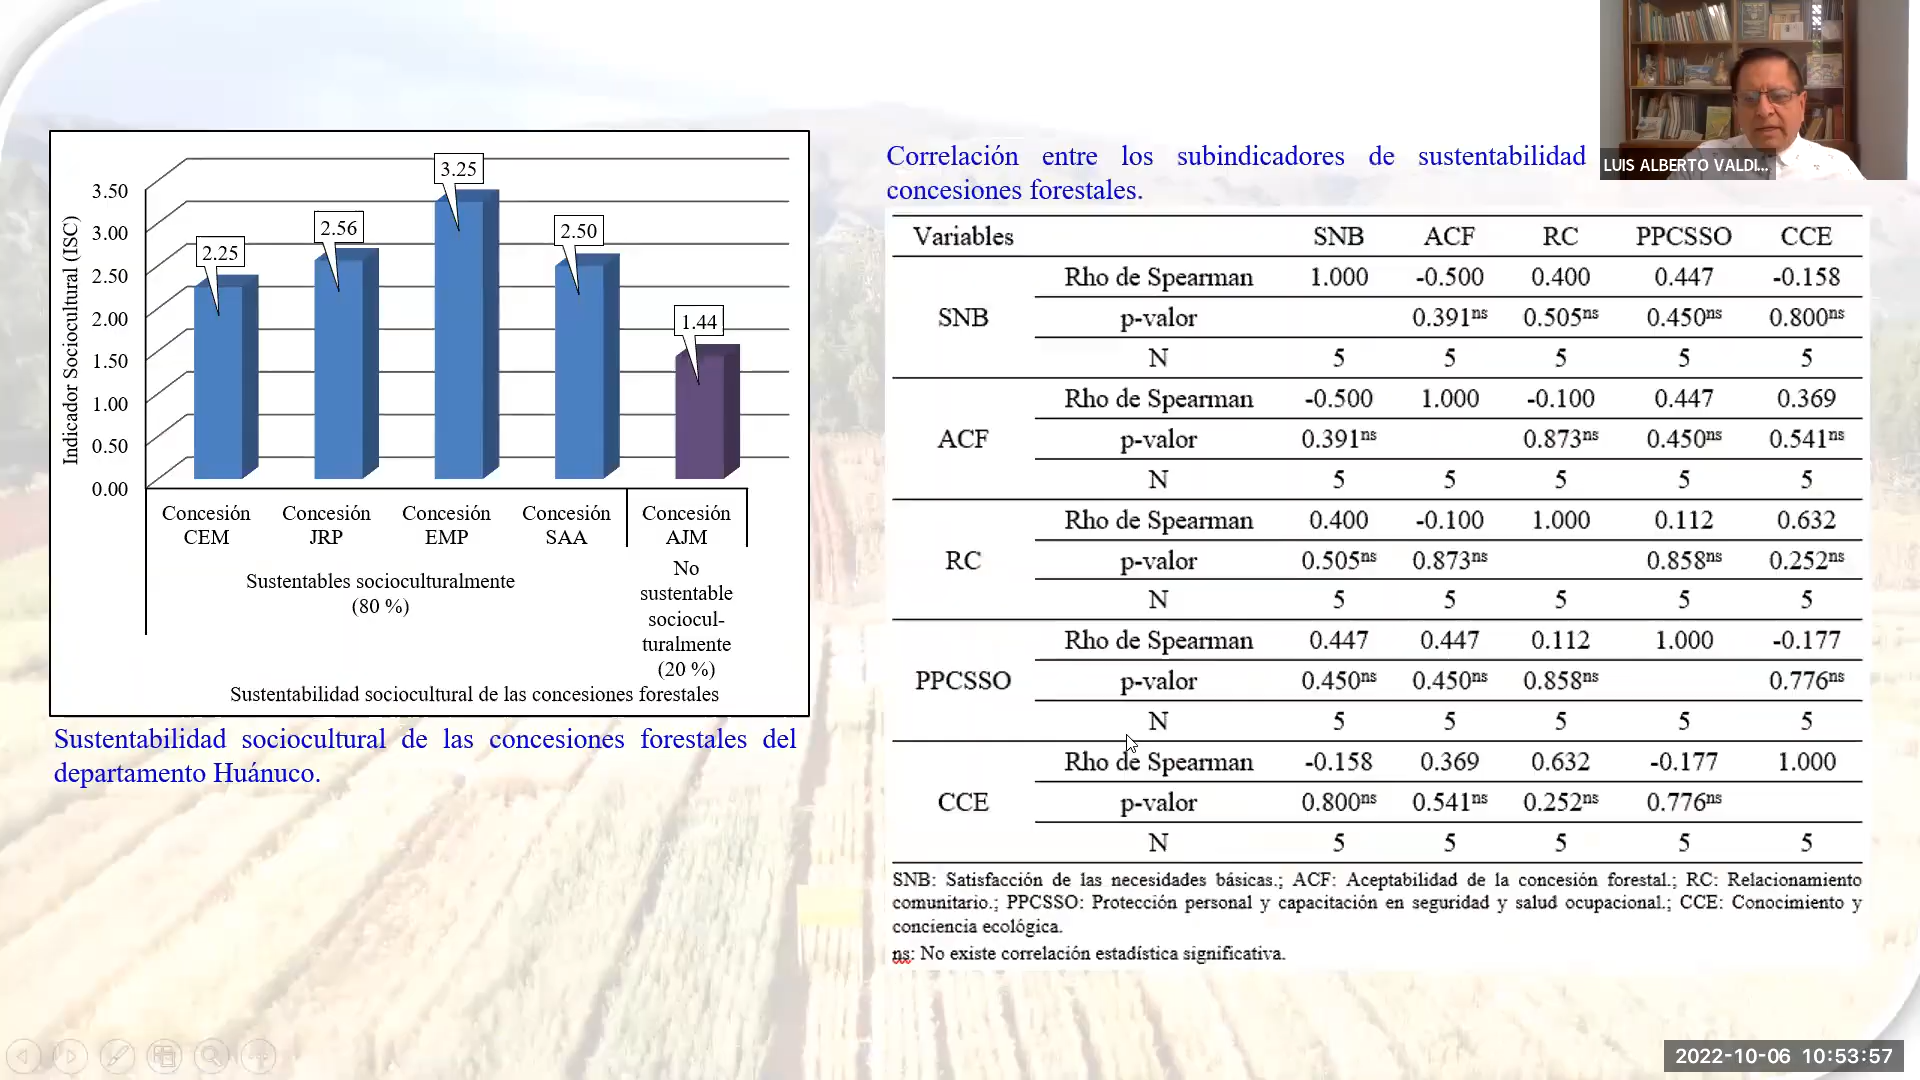 3.50
3.00
2.50
2.00
1.50
1.00
0.50
0.00
Indicador Sociocultural (ISC)
2.25
2.56
3.25
2.50
1.44
Concesión CEM
Concesión JRP
Concesión EMP
Concesión SAA
Concesión AJM
Sustentables socioculturalmente
(80 %)
No
sustentable
sociocul-
turalmente
(20 %)
Sustentabilidad sociocultural de las concesiones forestales
Sustentabilidad sociocultural de las concesiones forestales del
departamento Huánuco.
Correlación entre los subindicadores de sustentabilidad
concesiones forestales.
LUIS ALBERTO VALDI...
Variables SNB ACF RC PPCSSO CCE
SNB
Rho de Spearman 1.000 -0.500 0.400 0.447 -0.158
p-valor 0.391ns 0.505ns 0.450ns 0.800ns
N 5 5 5 5 5
ACF
Rho de Spearman -0.500 1.000 -0.100 0.447 0.369
p-valor 0.391ns 0.873ns 0.450ns 0.541ns
N 5 5 5 5 5
RC
Rho de Spearman 0.400 -0.100 1.000 0.112 0.632
p-valor 0.505ns 0.873ns 0.858ns 0.252ns
N 5 5 5 5 5
PPCSSO
Rho de Spearman 0.447 0.447 0.112 1.000 -0.177
p-valor 0.450ns 0.450ns 0.858ns 0.776ns
N 5 5 5 5 5
CCE
Rho de Spearman -0.158 0.369 0.632 -0.177 1.000
p-valor 0.800ns 0.541ns 0.252ns 0.776ns
N 5 5 5 5 5
SNB: Satisfacción de las necesidades básicas.; ACF: Aceptabilidad de la concesión forestal.; RC: Relacionamiento
comunitario.; PPCSSO: Protección personal y capacitación en seguridad y salud ocupacional.; CCE: Conocimiento y
conciencia ecológica.
ns: No existe correlación estadística significativa.
2022-10-06 10:53:57